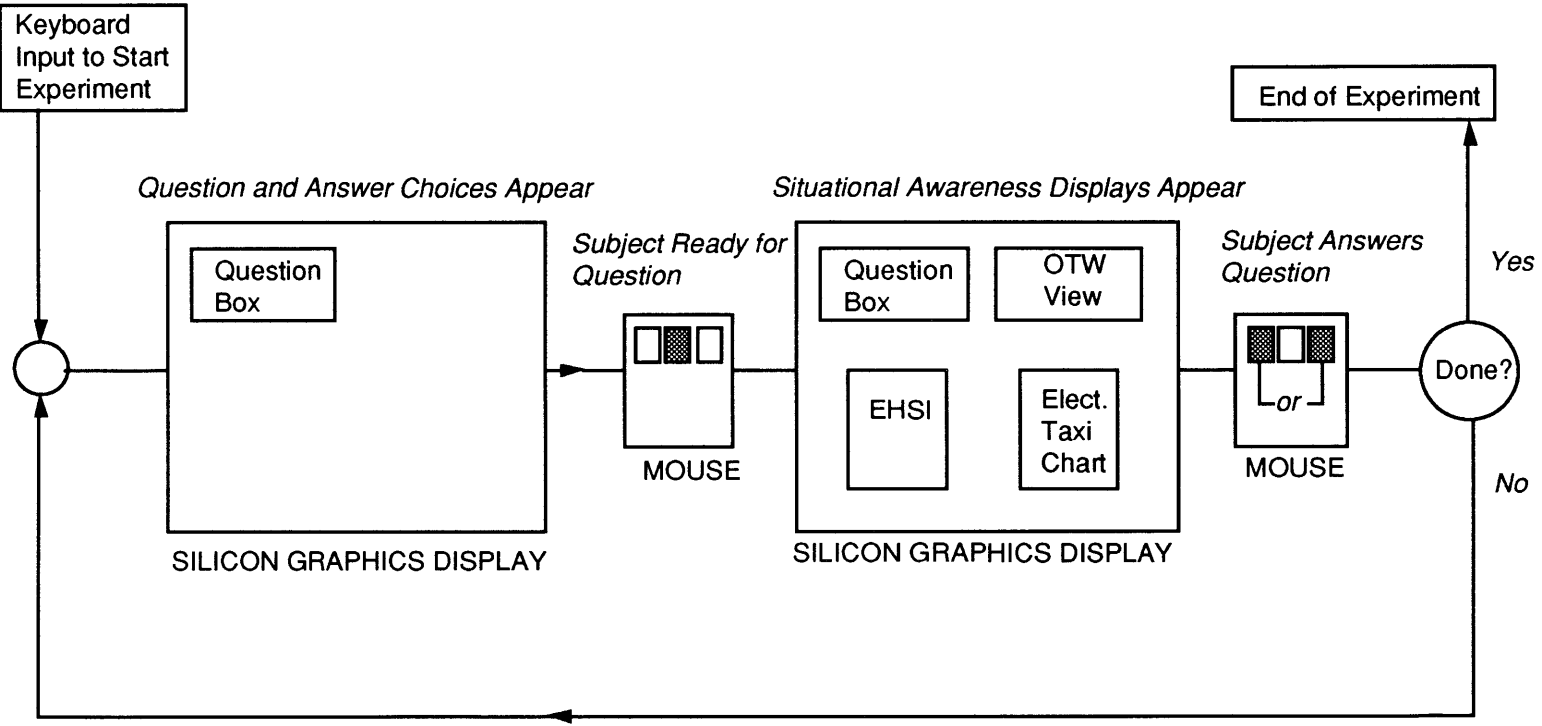 Keyboard
Input to Start
Experiment
End of Experiment
Question and Answer Choices Appear
Situational Awareness Displays Appear
Subject Ready for
Question
Subject Answers
Question
Yes
Question
Box
Question
Box
OTW
View
Done?
EHSI
Elect.
Taxi
Chart
or
MOUSE
MOUSE
No
SILICON GRAPHICS DISPLAY
SILICON GRAPHICS DISPLAY